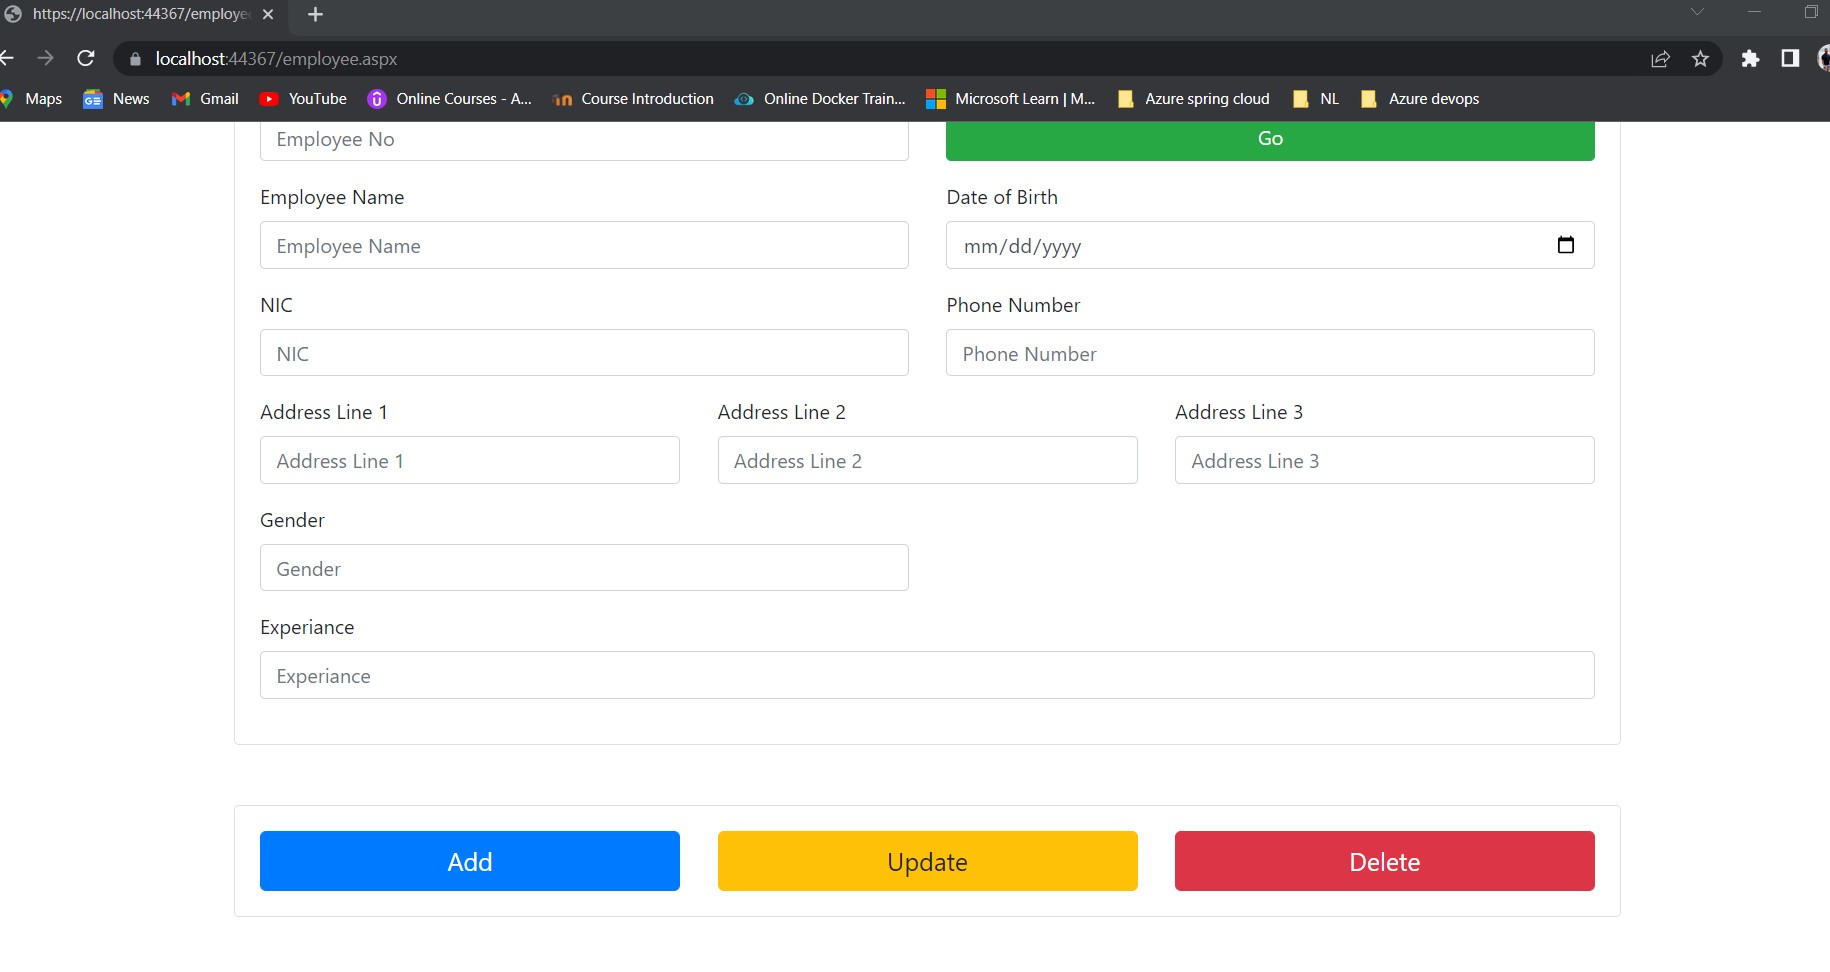 https://localhost:44367/employe
localhost:44367/employee.aspx
Maps News Gmail YouTube Online Courses - A... Course Introduction Online Docker Train... Microsoft Learn | M... Azure spring cloud NL Azure devops
Employee No Go
Employee Name Date of Birth
Employee Name mm/dd/yyyy
NIC Phone Number
NIC Phone Number
Address Line 1 Address Line 2 Address Line 3
Address Line 1 Address Line 2 Address Line 3
Gender
Gender
Experiance
Experiance
Add Update Delete